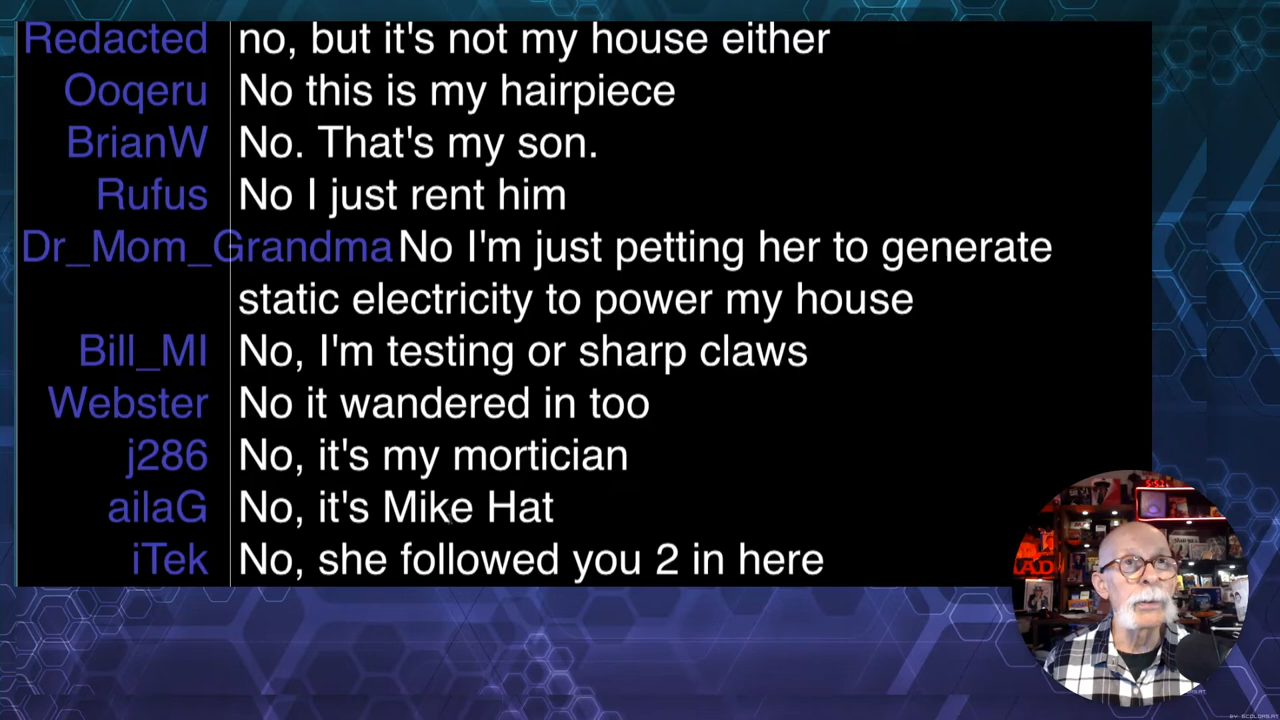 Redacted no, but it's not my house either
Ooqeru No this is my hairpiece
BrianW No. That's my son.
Rufus No I just rent him
Dr_Mom_Grandma No I'm just petting her to generate
static electricity to power my house
Bill_MI No, I'm testing or sharp claws
Webster No it wandered in too
j286 No, it's my mortician
ailaG No, it's Mike Hat
iTek No, she followed you 2 in here